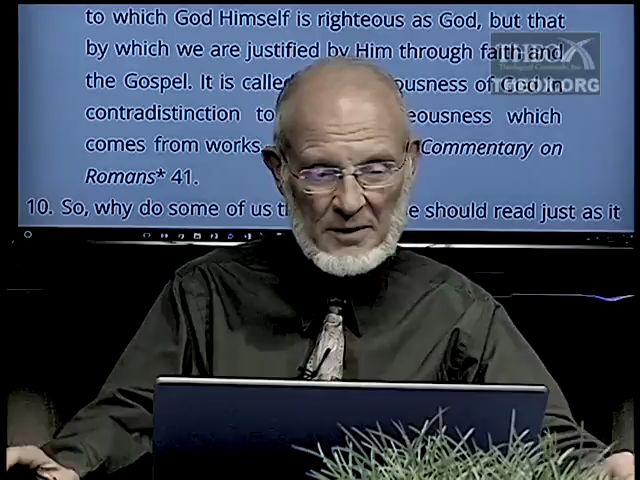 to which God Himself is righteous as God, but that
by which we are justified by Him through faith and
the Gospel. It is called ousness of God in
contradistinction to eousness which
comes from works. Commentary on
Romans* 41.
10. So, why do some of us t e should read just as it